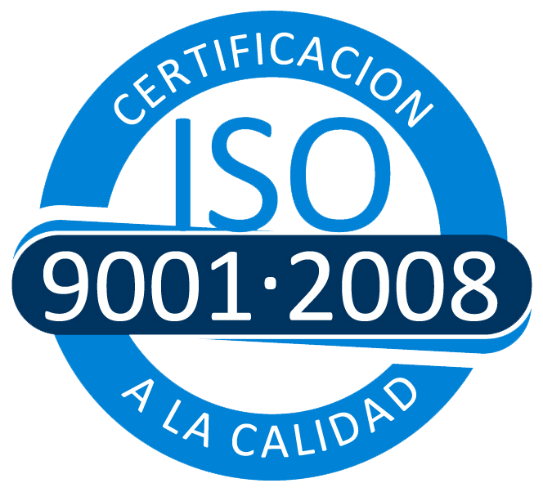 CERTIFICACION
ISO
9001·2008
A LA CALIDAD